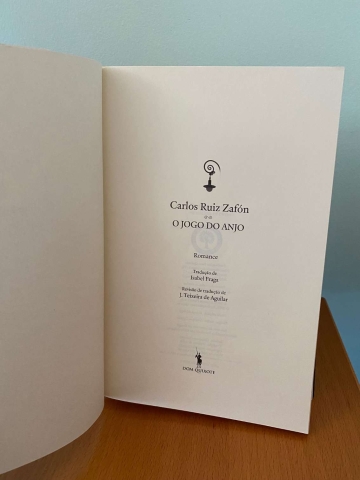 Carlos Ruiz Zafón
O JOGO DO ANJO
Romance
Tradução de
Isabel Fraga
Revisão de tradução de
J. Teixeira de Aguilar
DOM QUIXOTE